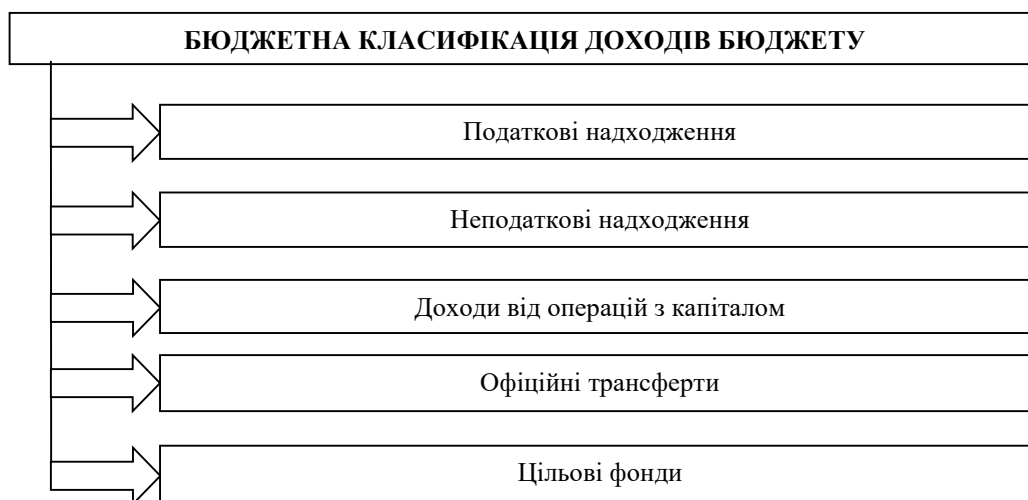 БЮДЖЕТНА КЛАСИФІКАЦІЯ ДОХОДІВ БЮДЖЕТУ
Податкові надходження
Неподаткові надходження
Доходи від операцій з капіталом
Офіційні трансферти
Цільові фонди